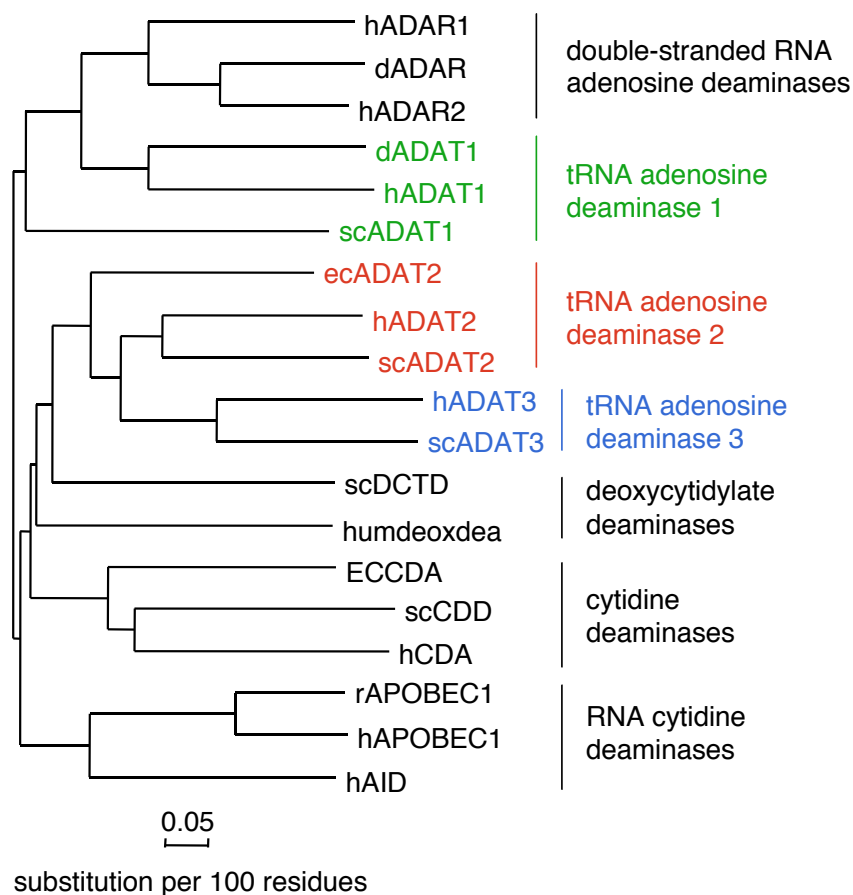 hADAR1
dADAR
hADAR2
double-stranded RNA
adenosine deaminases
dADAT1
hADAT1
scADAT1
tRNA adenosine
deaminase 1
ecADAT2
hADAT2
scADAT2
tRNA adenosine
deaminase 2
hADAT3
scADAT3
tRNA adenosine
deaminase 3
scDCTD
humdeoxdea
deoxycytidylate
deaminases
ECCDA
scCDD
hCDA
cytidine
deaminases
rAPOBEC1
hAPOBEC1
hAID
RNA cytidine
deaminases
0.05
substitution per 100 residues